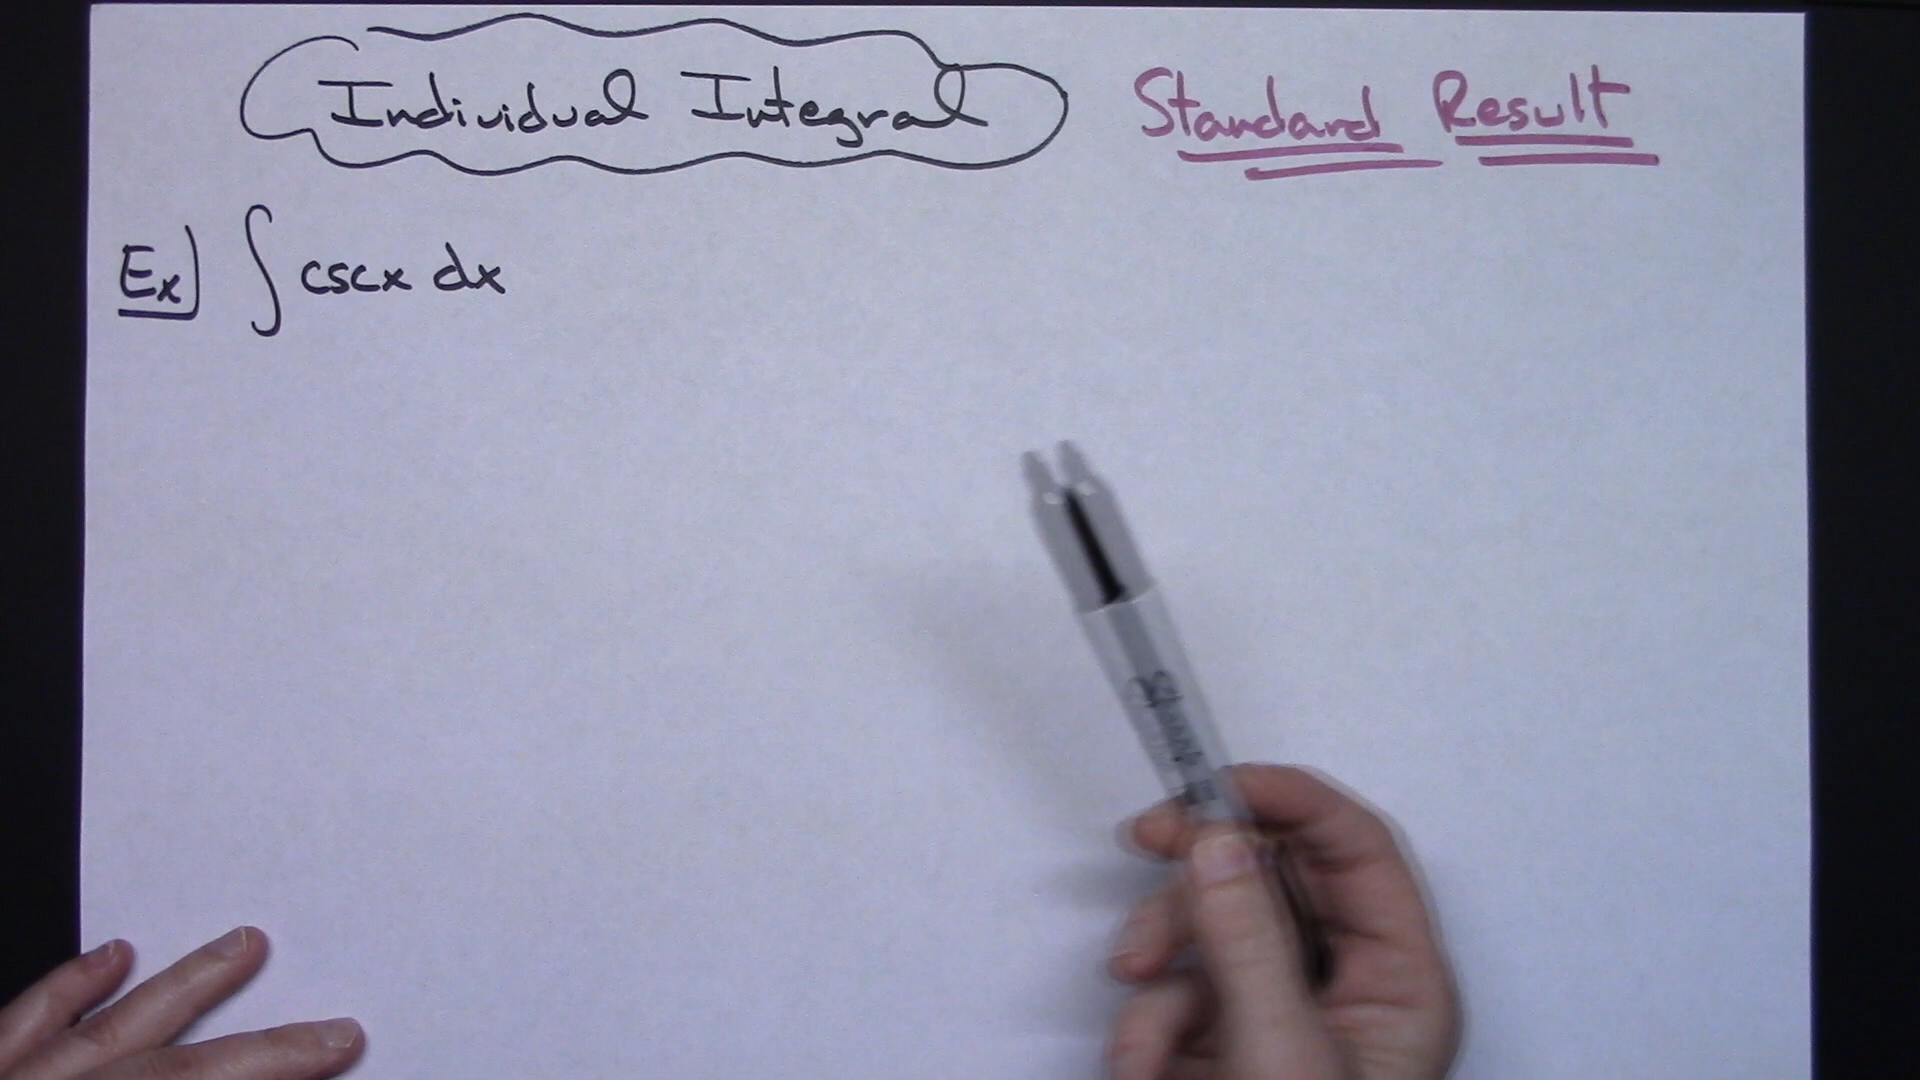 Individual Integral Standard Result
Ex) ∫ cscx dx